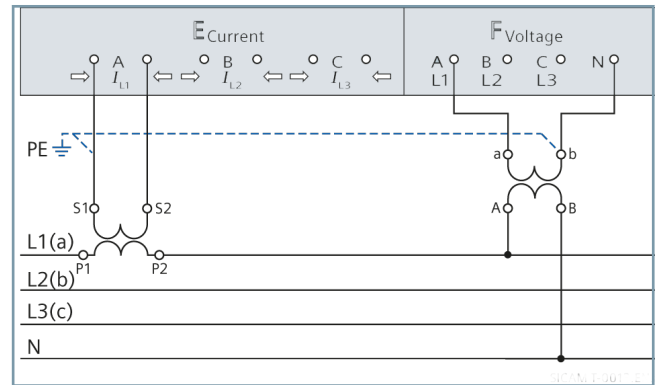 E Current F Voltage
A B C A B C N
I L1 I L2 I L3 L1 L2 L3
PE
a b
S1 S2 A B
L1(a)
P1 P2
L2(b)
L3(c)
N